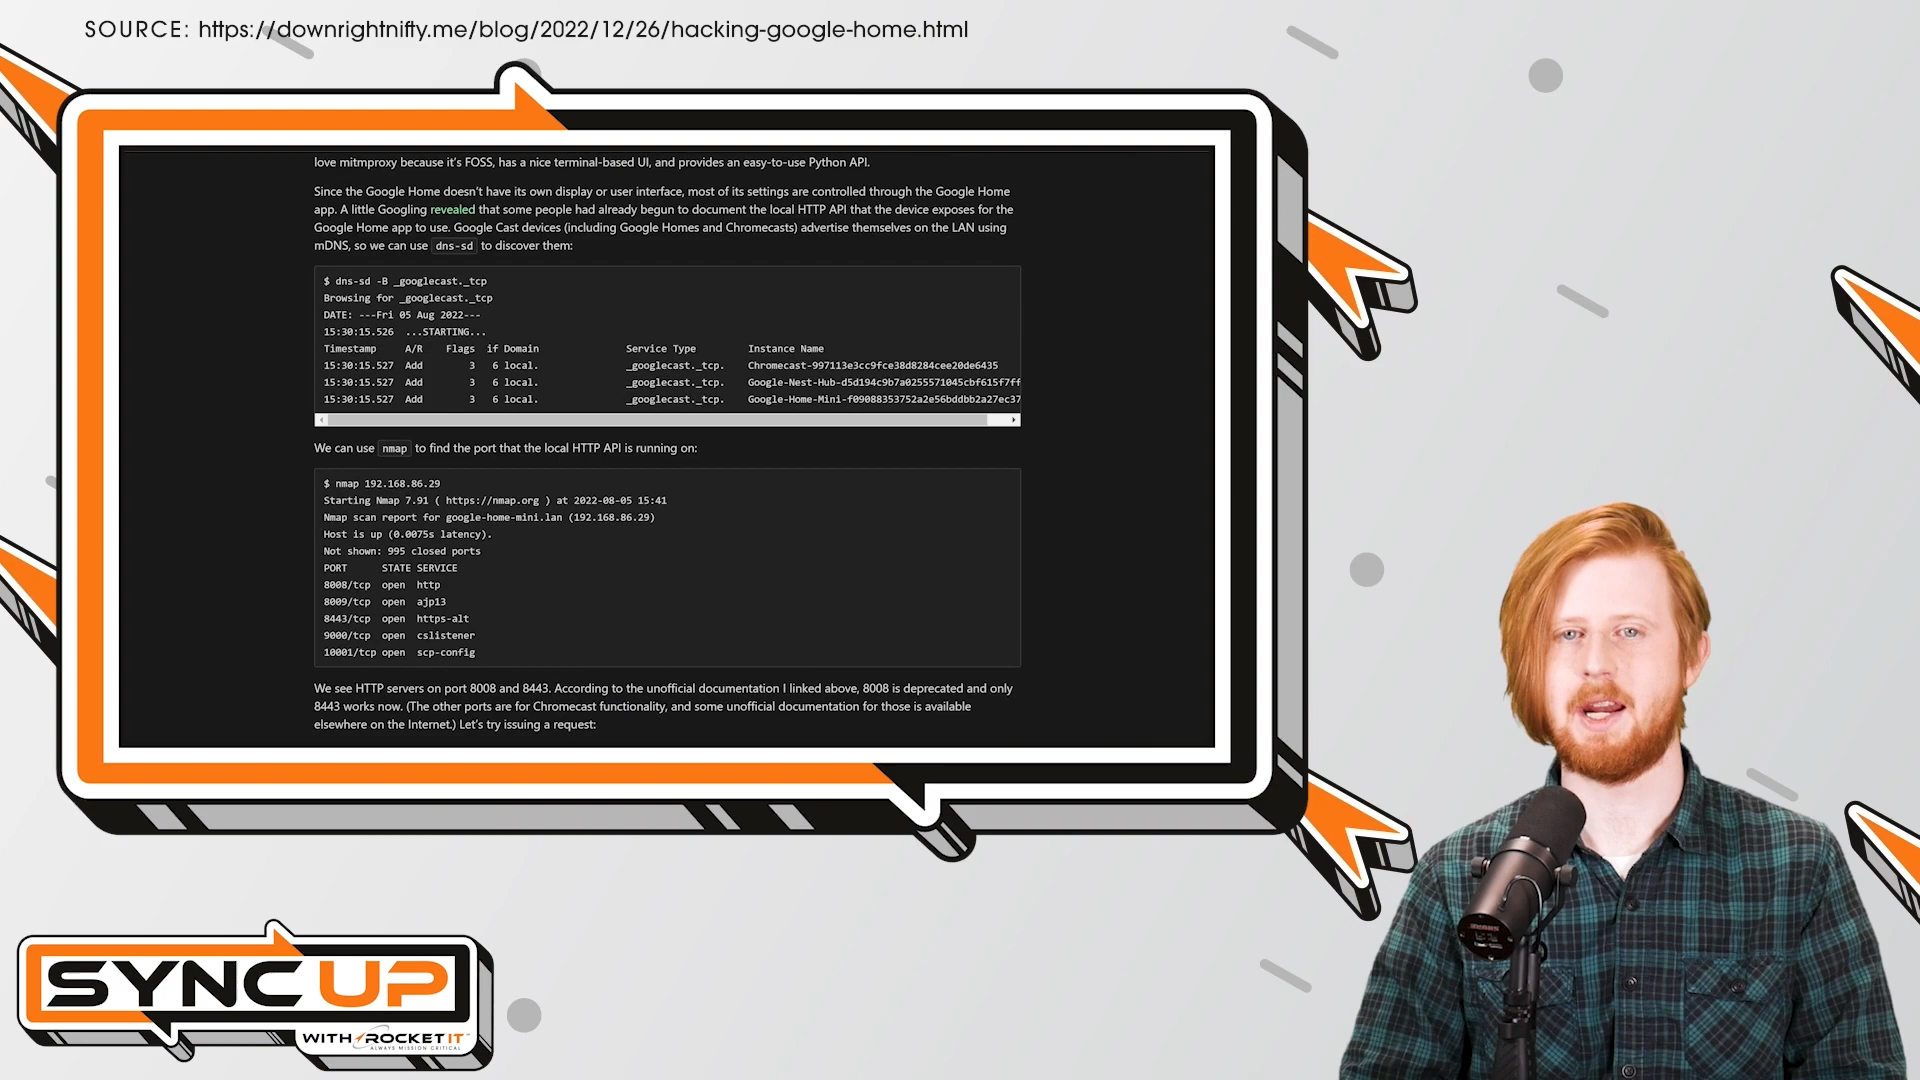 SOURCE: https://downrightnifty.me/blog/2022/12/26/hacking-google-home.html
love mitmproxy because it's FOSS, has a nice terminal-based UI, and provides an easy-to-use Python API.
Since the Google Home doesn't have its own display or user interface, most of its settings are controlled through the Google Home
app. A little Googling revealed that some people had already begun to document the local HTTP API that the device exposes for the
Google Home app to use. Google Cast devices (including Google Homes and Chromecasts) advertise themselves on the LAN using
mDNS, so we can use dns-sd to discover them:
$ dns-sd -B _googlecast._tcp
Browsing for _googlecast._tcp
DATE: ---Fri 05 Aug 2022---
15:30:15.526 ...STARTING...
Timestamp A/R Flags if Domain Service Type Instance Name
15:30:15.527 Add 3 6 local. _googlecast._tcp. Chromecast-997113e3cc9fce38d8284cee20de6435
15:30:15.527 Add 3 6 local. _googlecast._tcp. Google-Nest-Hub-d5d194c9b7a0255571045cbf615f7ff
15:30:15.527 Add 3 6 local. _googlecast._tcp. Google-Home-Mini-f09088353752a2e56bddbb2a27ec37
We can use nmap to find the port that the local HTTP API is running on:
$ nmap 192.168.86.29
Starting Nmap 7.91 ( https://nmap.org ) at 2022-08-05 15:41
Nmap scan report for google-home-mini.lan (192.168.86.29)
Host is up (0.0075s latency).
Not shown: 995 closed ports
PORT STATE SERVICE
8008/tcp open http
8009/tcp open ajp13
8443/tcp open https-alt
9000/tcp open cslistener
10001/tcp open scp-config
We see HTTP servers on port 8008 and 8443. According to the unofficial documentation I linked above, 8008 is deprecated and only
8443 works now. (The other ports are for Chromecast functionality, and some unofficial documentation for those is available
elsewhere on the Internet.) Let's try issuing a request:
SYNC UP
WITH ROCKET IT
ALWAYS MISSION CRITICAL